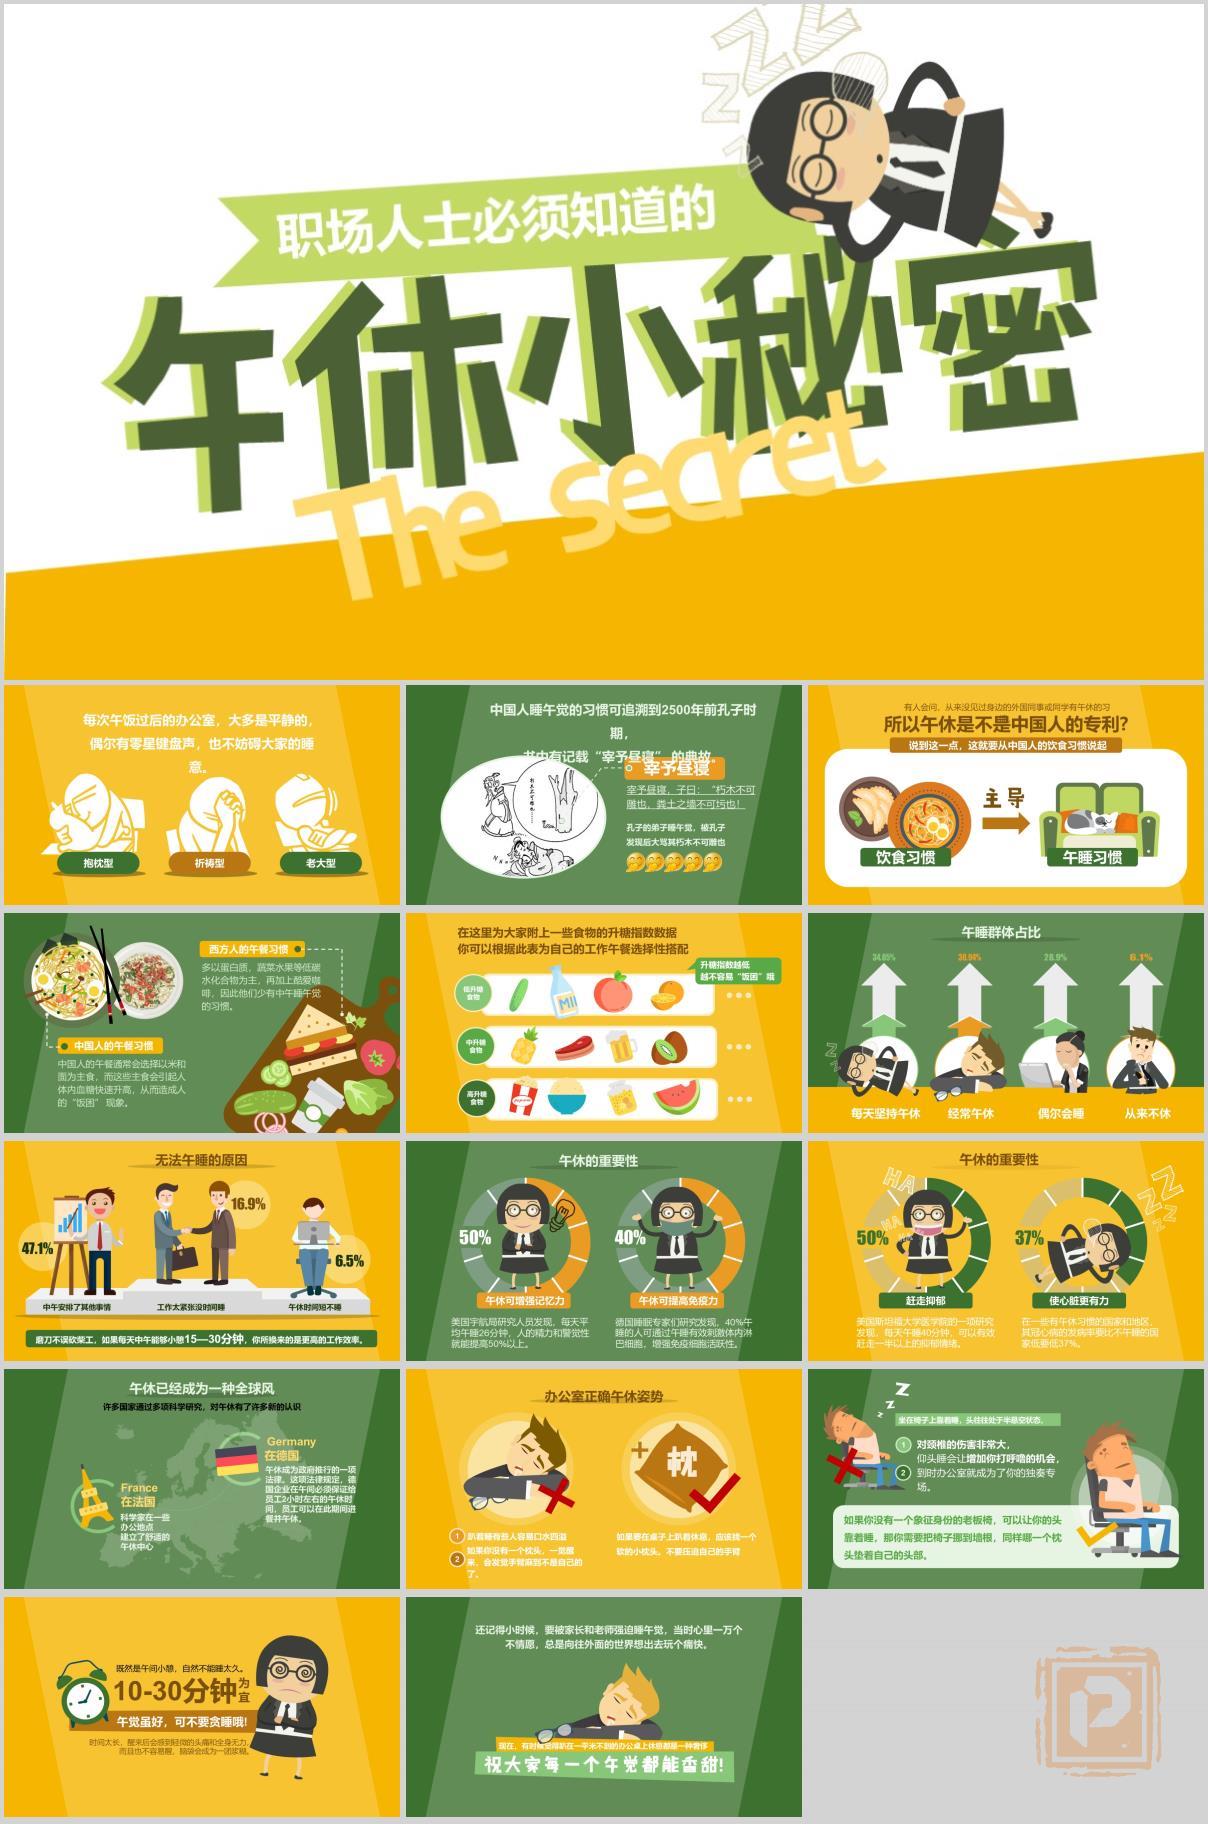 职场人士必须知道的
午休小秘密
The secret
每次午饭过后的办公室，大多是平静的，
偶尔有零星键盘声，也不妨碍大家的睡
意。
抱枕型
祈祷型
老大型
中国人睡午觉的习惯可追溯到2500年前孔子时
期，
书中有记载“宰予昼寝”的典故。
宰予昼寝
宰予昼寝，子曰：“朽木不可
雕也，粪土之墙不可圬也！
孔子的弟子睡午觉，被孔子
发现后大骂其朽木不可雕也
有人会问，从来没见过身边的外国同事或同学有午休的习
所以午休是不是中国人的专利？
说到这一点，这就要从中国人的饮食习惯说起
主导
饮食习惯
午睡习惯
西方人的午餐习惯
多以蛋白质，蔬菜水果等低碳
水化合物为主，再加上酷爱咖
啡，因此他们少有中午睡午觉
的习惯。
中国人的午餐习惯
中国人的午餐通常会选择以米和
面为主食，而这些主食会引起人
体内血糖快速升高，从而造成人
的“饭困”现象。
在这里为大家附上一些食物的升糖指数数据
你可以根据此表为自己的工作午餐选择性搭配
升糖指数越低
越不容易“饭困”哦
低升糖
食物
MIL
中升糖
食物
高升糖
食物
午睡群体占比
34.05%
30.94%
28.9%
6.1%
每天坚持午休
经常午休
偶尔会睡
从来不休
无法午睡的原因
47.1%
16.9%
6.5%
中午安排了其他事情
工作太紧张没时间睡
午休时间短不睡
磨刀不误砍柴工，如果每天中午能够小憩15—30分钟，你所换来的是更高的工作效率。
午休的重要性
50%
40%
午休可增强记忆力
午休可提高免疫力
美国宇航局研究人员发现，每天平
均午睡26分钟，人的精力和警觉性
就能提高50%以上。
德国睡眠专家们研究发现，40%午
睡的人可通过午睡有效刺激体内淋
巴细胞，增强免疫细胞活跃性。
午休的重要性
HA
HA
50%
37%
赶走抑郁
使心脏更有力
美国斯坦福大学医学院的一项研究
发现，每天午睡40分钟，可以有效
赶走一半以上的抑郁情绪。
在一些有午休习惯的国家和地区，
其冠心病的发病率要比不午睡的国
家低要低37%。
午休已经成为一种全球风
许多国家通过多项科学研究，对午休有了许多新的认识
France
在法国
科学家在一些
办公地点
建立了舒适的
午休中心
Germany
在德国
午休成为政府推行的一项
法律。这项法律规定，德
国企业在午间必须保证给
员工2小时左右的午休时
间，员工可以在此期间进
餐并午休。
办公室正确午休姿势
枕
1 趴着睡有些人容易口水四溢
2 如果你没有一个枕头，一觉醒
来，会发觉手臂麻到不是自己的
了。
如果要在桌子上趴着休息，应该找一个
软的小枕头。不要压迫自己的手臂
坐在椅子上靠着睡，头往往处于半悬空状态，
1 对颈椎的伤害非常大，
仰头睡会让增加你打呼噜的机会，
2 到时办公室就成为了你的独奏专
场。
如果你没有一个象征身份的老板椅，可以让你的头
靠着睡，那你需要把椅子挪到墙根，同样哪一个枕
头垫着自己的头部。
既然是午间小憩，自然不能睡太久。
10-30分钟为宜
午觉虽好，可不要贪睡哦！
时间太长，醒来后会感到轻微的头痛和全身无力，
而且也不容易醒，脑袋会成为一团浆糊。
还记得小时候，要被家长和老师强迫睡午觉，当时心里一万个
不情愿，总是向往外面的世界想出去玩个痛快。
祝大家每一个午觉都能香甜！